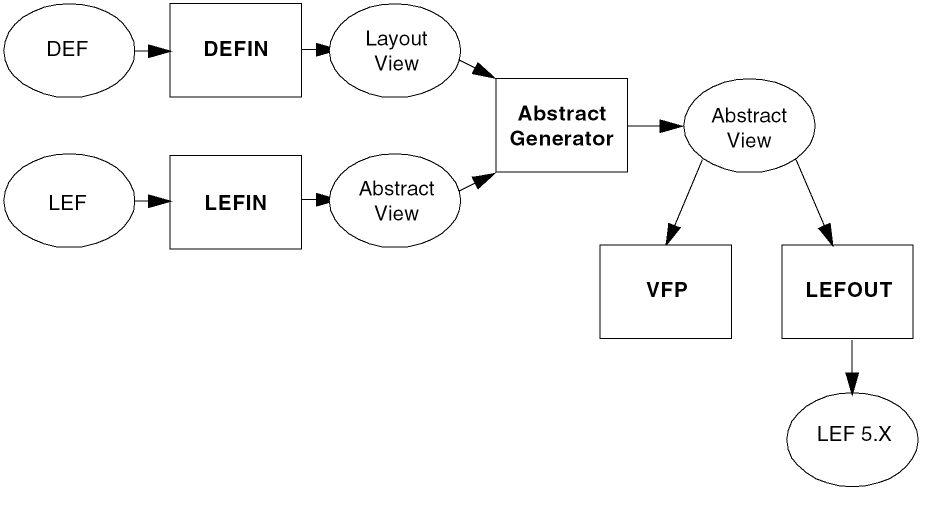 DEF
DEFIN
Layout
View
Abstract
Generator
Abstract
View
LEF
LEFIN
Abstract
View
VFP
LEFOUT
LEF 5.X